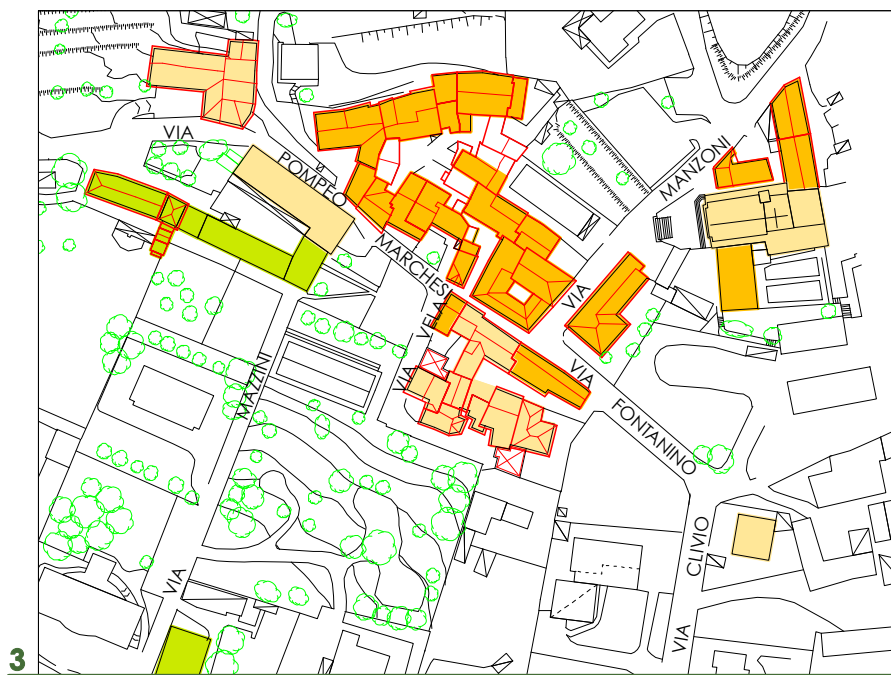 VIA POMPEO MARCHESI
VIA MANZONI
VIA VELA
VIA FONTANINO
VIA MAZZINI
VIA CLIVIO
3